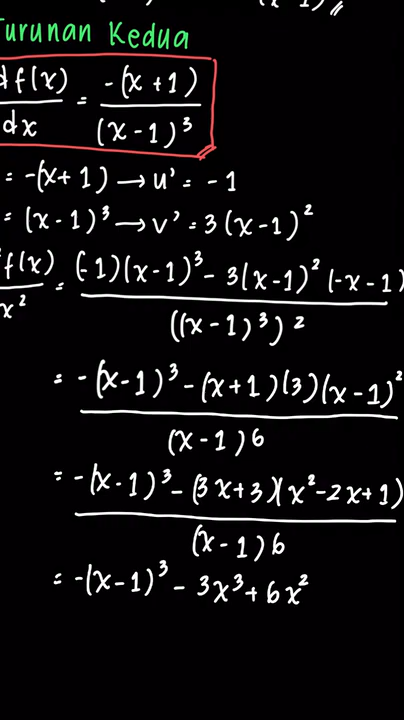 Turunan Kedua
df(x)/dx = -(x+1)/(x-1)³
= -(x+1) → u' = -1
= (x-1)³ → v' = 3(x-1)²
f(x)/x² = (-1)(x-1)³ - 3(x-1)² (-x-1)/((x-1)³)²
= -(x-1)³ - (x+1)(3)(x-1)²/(x-1)6
= -(x-1)³ - (3x+3)(x²-2x+1)/(x-1)6
= -(x-1)³ - 3x³ + 6x²